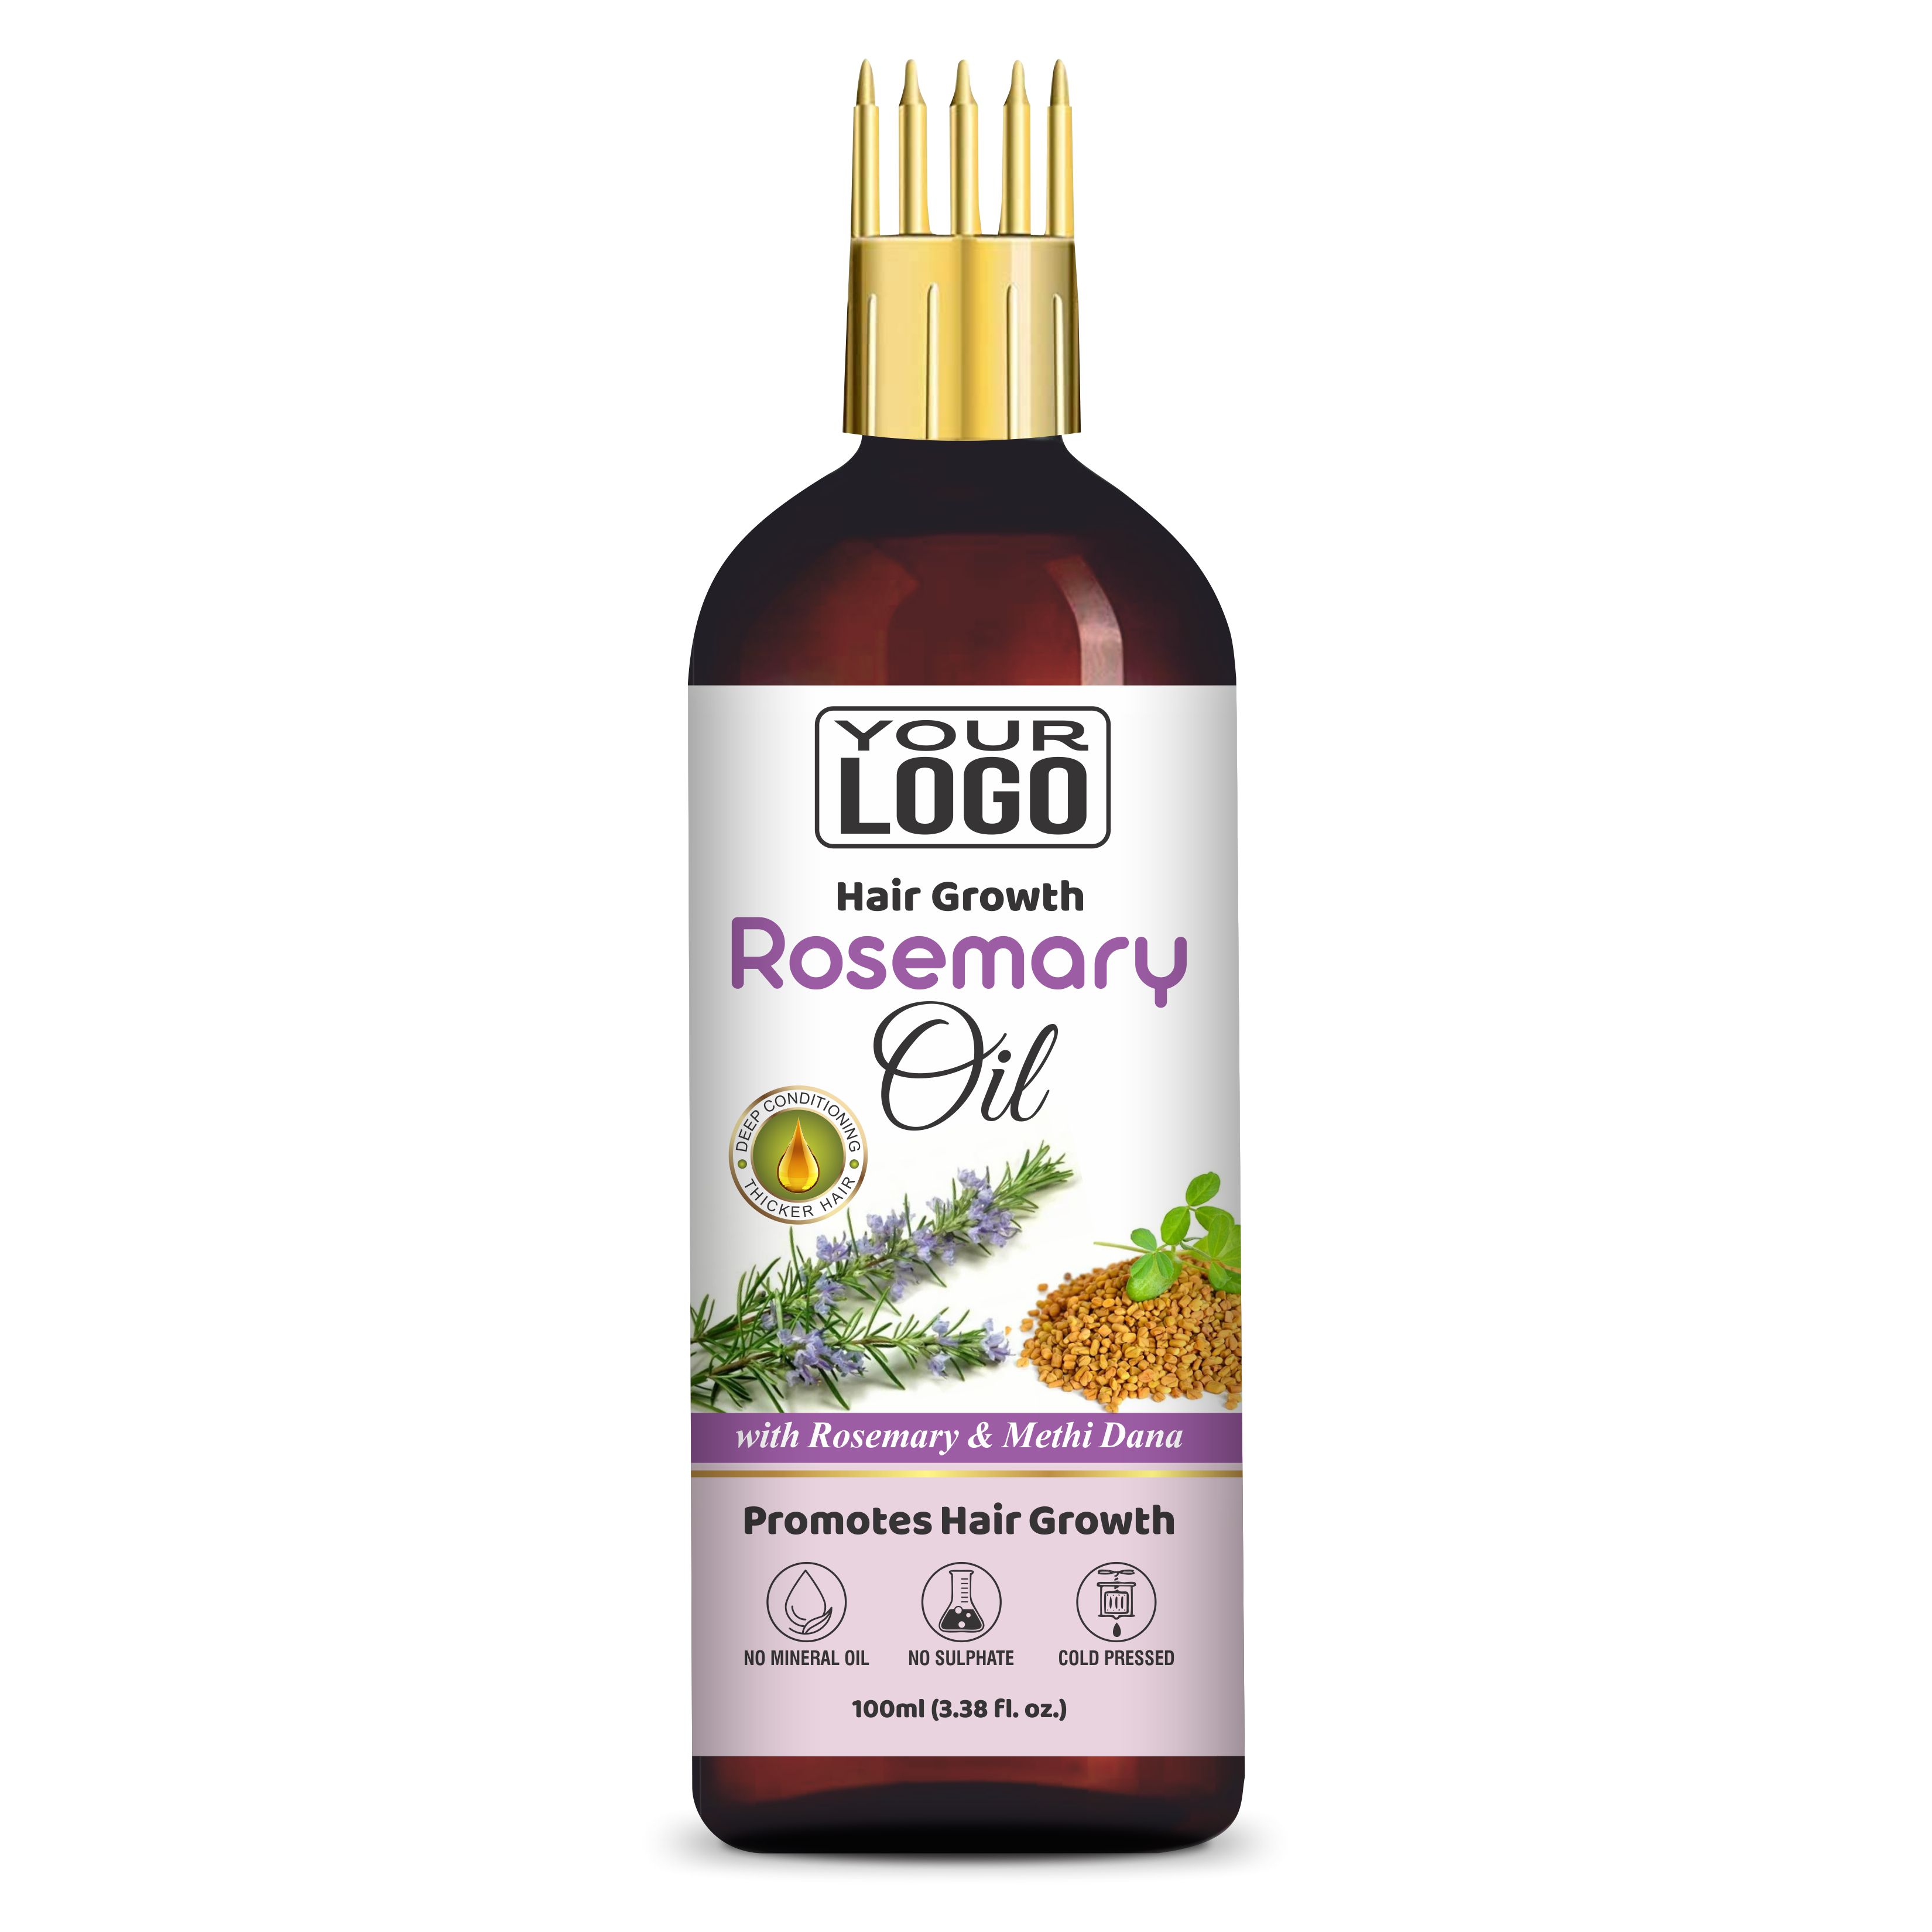 YOUR
LOGO
Hair Growth
Rosemary
Oil
DEEP CONDITIONING
THICKER HAIR
with Rosemary & Methi Dana
Promotes Hair Growth
NO MINERAL OIL
NO SULPHATE
COLD PRESSED
100ml (3.38 fl. oz.)